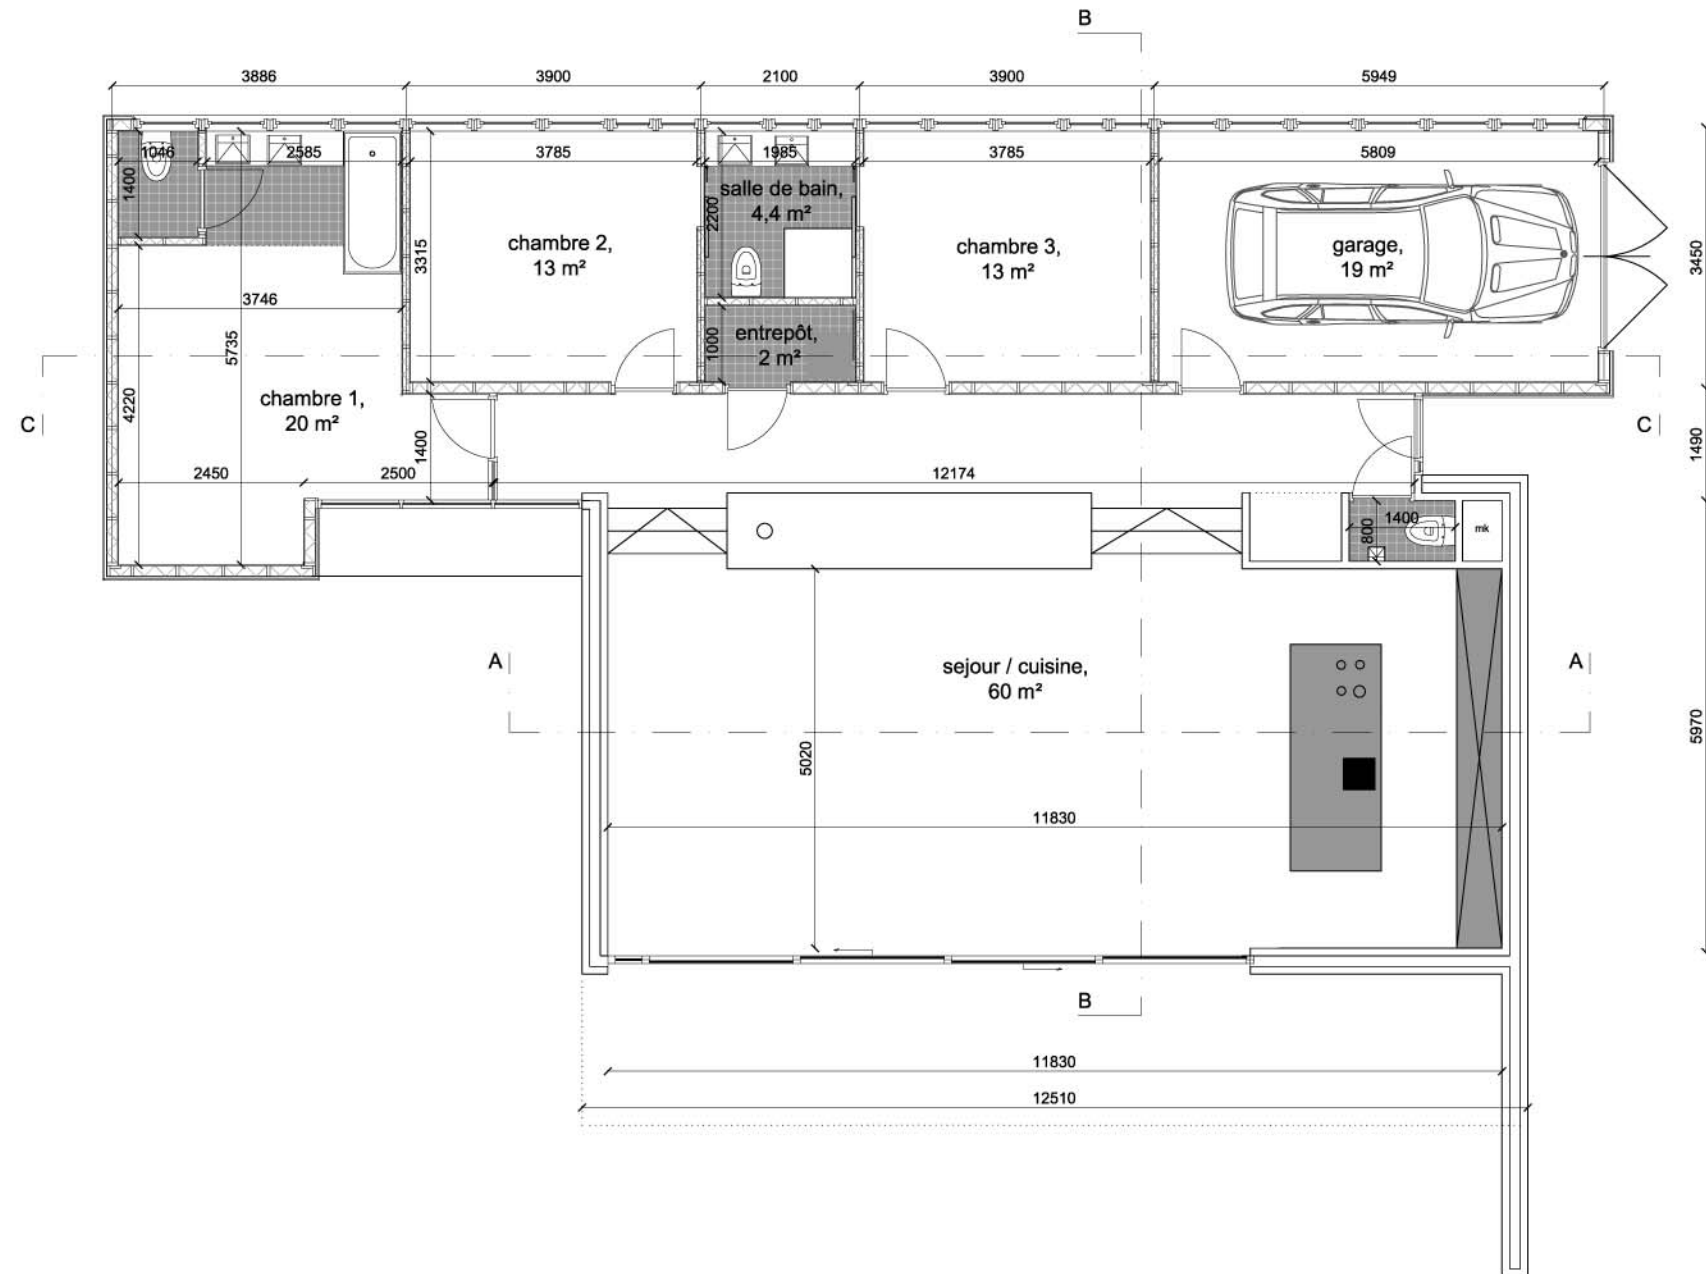 B
3886
3900
2100
3900
5949
1046
2585
3785
1985
3785
5809
1400
salle de bain,
4,4 m²
2200
3315
chambre 2,
13 m²
chambre 3,
13 m²
garage,
19 m²
3450
3746
5735
entrepôt,
2 m²
1000
4220
chambre 1,
20 m²
C
C
1400
1490
2450
2500
12174
800
1400
mk
A
sejour / cuisine,
60 m²
A
5020
5970
11830
B
11830
12510